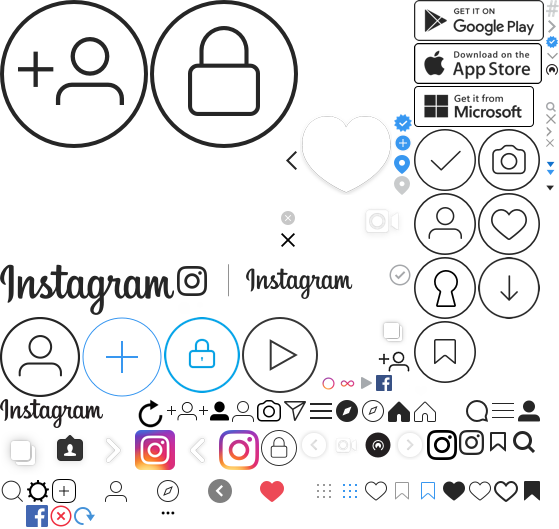 GET IT ON
Google Play
Download on the
App Store
Get it from
Microsoft
Instagram
Instagram
Instagram